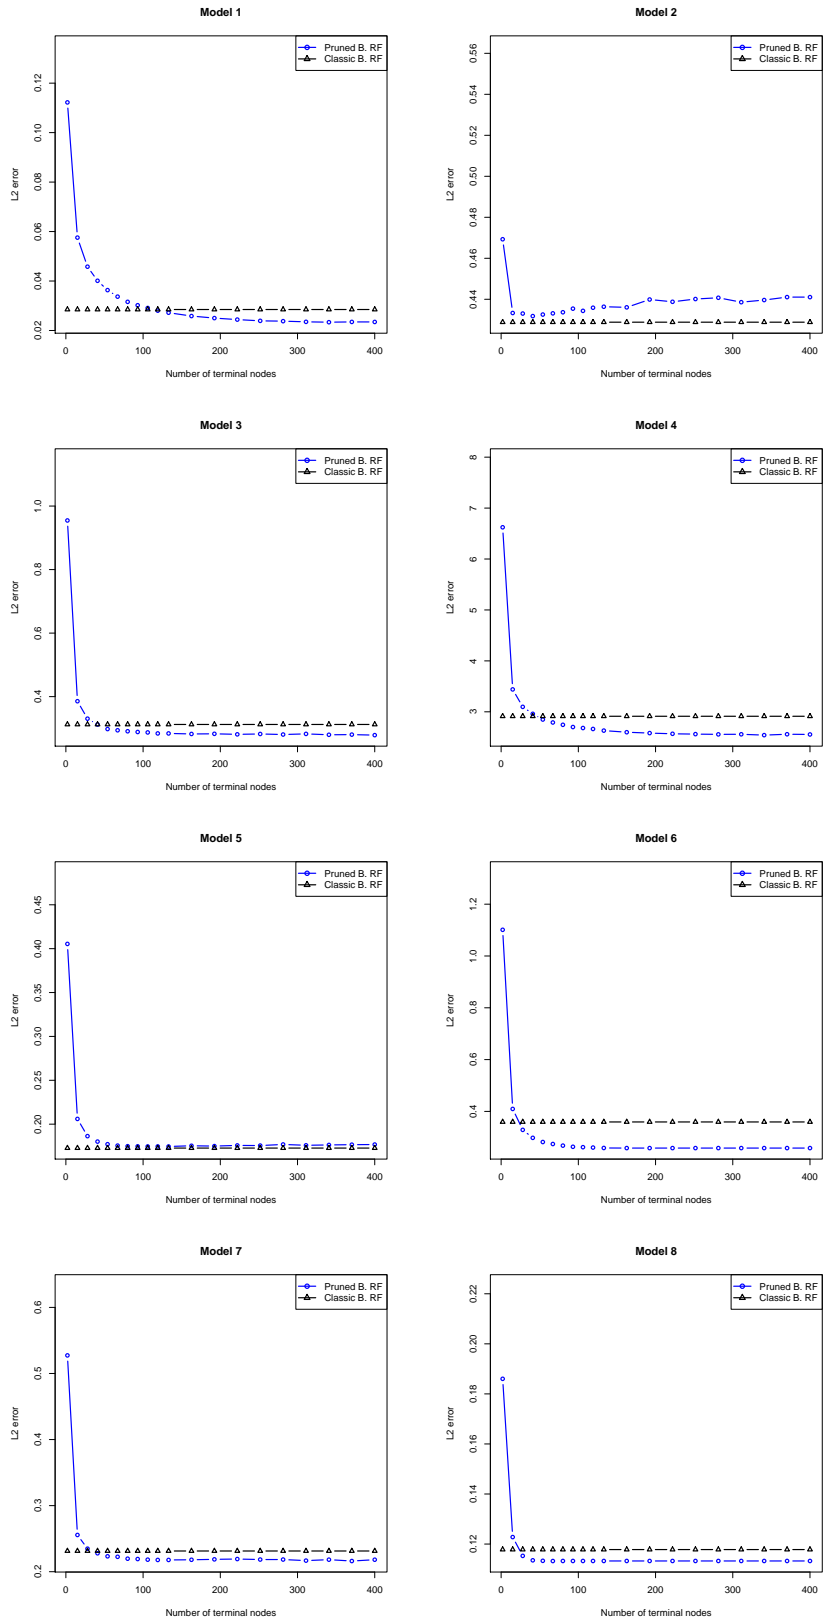 Model 1
Pruned B. RF
Classic B. RF
L2 error
0.02 0.04 0.06 0.08 0.10 0.12
0 100 200 300 400
Number of terminal nodes
Model 2
Pruned B. RF
Classic B. RF
L2 error
0.44 0.46 0.48 0.50 0.52 0.54 0.56
0 100 200 300 400
Number of terminal nodes
Model 3
Pruned B. RF
Classic B. RF
L2 error
0.4 0.6 0.8 1.0
0 100 200 300 400
Number of terminal nodes
Model 4
Pruned B. RF
Classic B. RF
L2 error
3 4 5 6 7 8
0 100 200 300 400
Number of terminal nodes
Model 5
Pruned B. RF
Classic B. RF
L2 error
0.20 0.25 0.30 0.35 0.40 0.45
0 100 200 300 400
Number of terminal nodes
Model 6
Pruned B. RF
Classic B. RF
L2 error
0.4 0.6 0.8 1.0 1.2
0 100 200 300 400
Number of terminal nodes
Model 7
Pruned B. RF
Classic B. RF
L2 error
0.2 0.3 0.4 0.5 0.6
0 100 200 300 400
Number of terminal nodes
Model 8
Pruned B. RF
Classic B. RF
L2 error
0.12 0.14 0.16 0.18 0.20 0.22
0 100 200 300 400
Number of terminal nodes